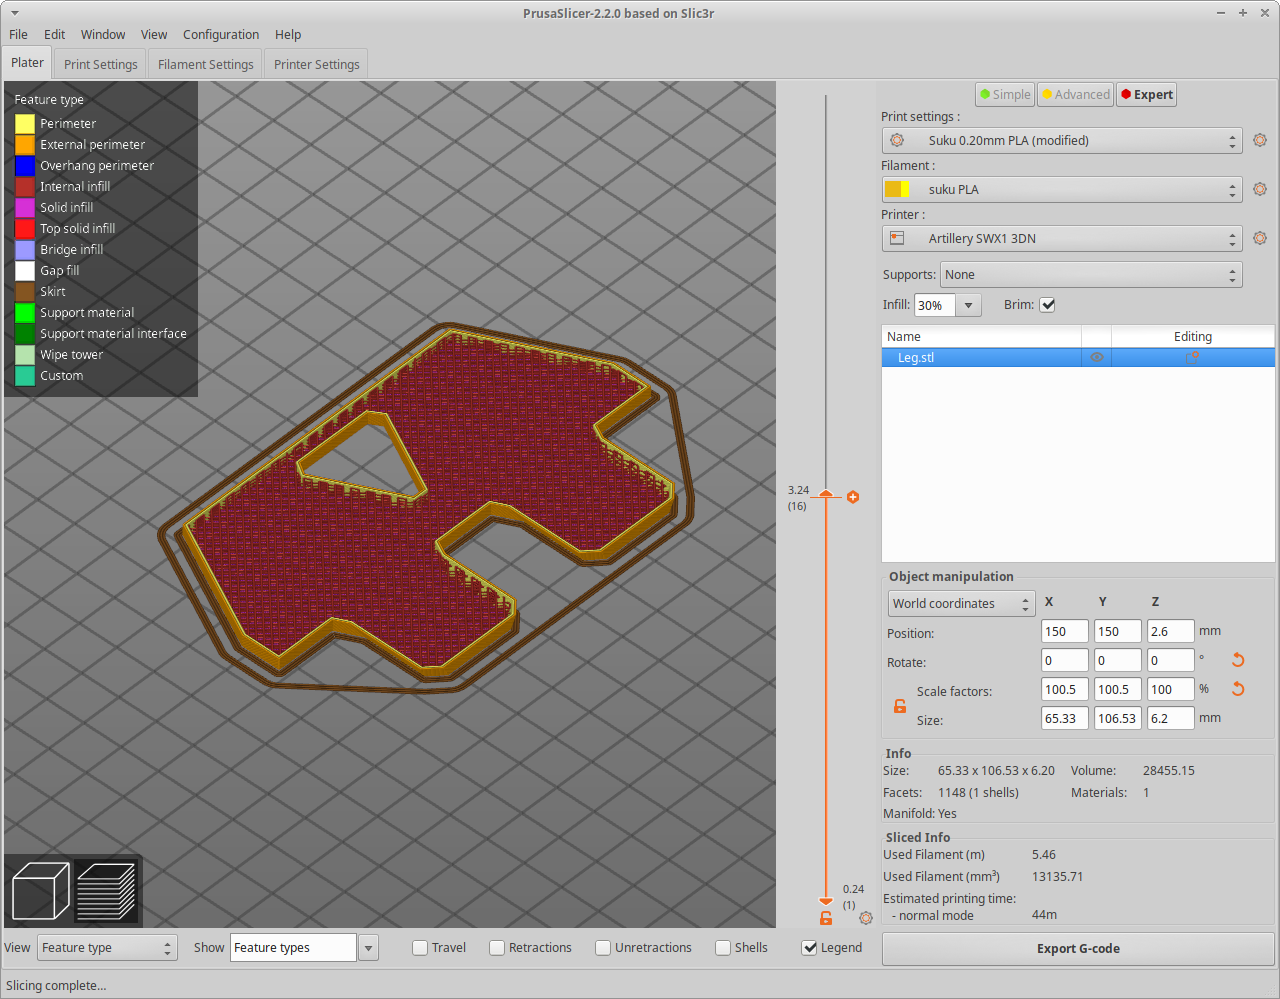 PrusaSlicer-2.2.0 based on Slic3r
File Edit Window View Configuration Help
Plater Print Settings Filament Settings Printer Settings
Feature type
Perimeter
External perimeter
Overhang perimeter
Internal infill
Solid infill
Top solid infill
Bridge infill
Gap fill
Skirt
Support material
Support material interface
Wipe tower
Custom
3.24
(16)
0.24
(1)
Simple Advanced Expert
Print settings :
Suku 0.20mm PLA (modified)
Filament :
suku PLA
Printer :
Artillery SWX1 3DN
Supports: None
Infill: 30% Brim:
Name Editing
Leg.stl
Object manipulation
World coordinates X Y Z
Position: 150 150 2.6 mm
Rotate: 0 0 0 °
Scale factors: 100.5 100.5 100 %
Size: 65.33 106.53 6.2 mm
Info
Size: 65.33 x 106.53 x 6.20 Volume: 28455.15
Facets: 1148 (1 shells) Materials: 1
Manifold: Yes
Sliced Info
Used Filament (m) 5.46
Used Filament (mm³) 13135.71
Estimated printing time:
- normal mode 44m
View Feature type Show Feature types Travel Retractions Unretractions Shells Legend
Export G-code
Slicing complete...